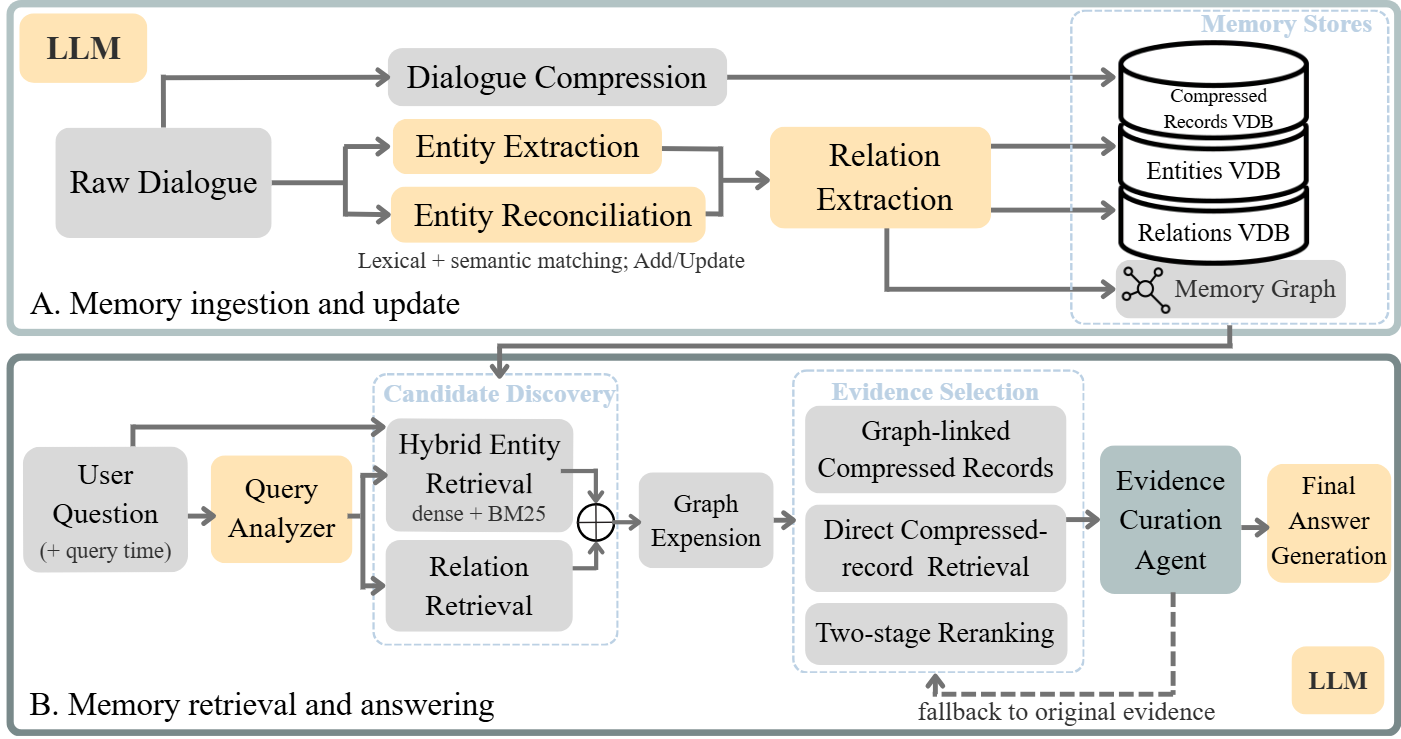 LLM
Memory Stores
Dialogue Compression
Compressed
Records VDB
Raw Dialogue
Entity Extraction
Entity Reconciliation
Lexical + semantic matching; Add/Update
Relation
Extraction
Entities VDB
Relations VDB
Memory Graph
A. Memory ingestion and update
Candidate Discovery
Evidence Selection
User
Question
(+ query time)
Query
Analyzer
Hybrid Entity
Retrieval
dense + BM25
Relation
Retrieval
Graph
Expension
Graph-linked
Compressed Records
Direct Compressed-
record Retrieval
Two-stage Reranking
Evidence
Curation
Agent
Final
Answer
Generation
LLM
fallback to original evidence
B. Memory retrieval and answering